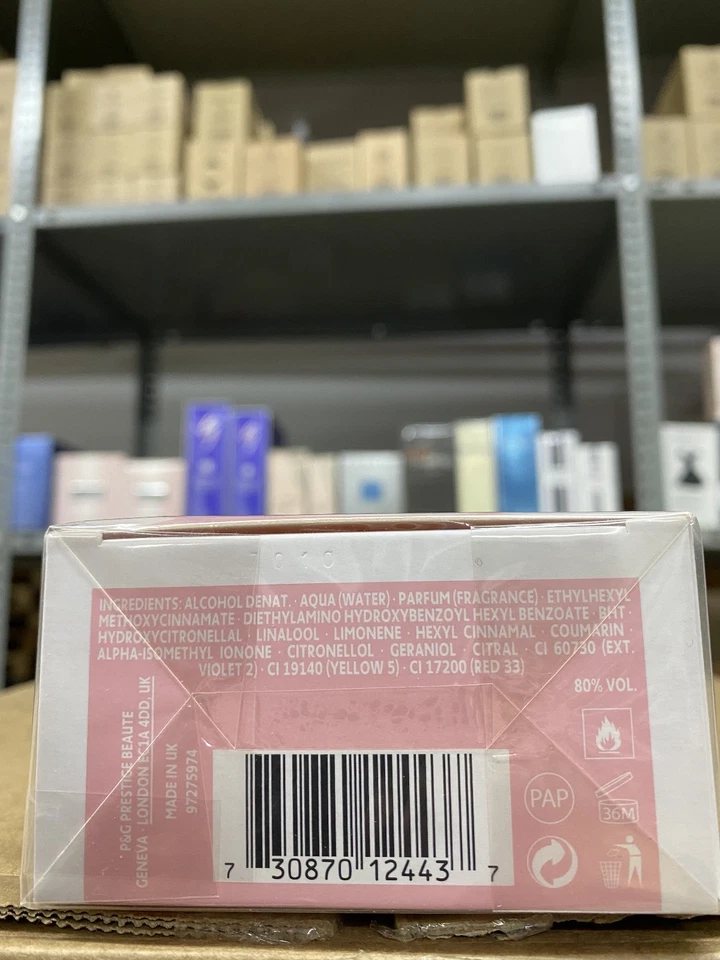 INGREDIENTS: ALCOHOL DENAT. · AQUA (WATER) · PARFUM (FRAGRANCE) · ETHYLHEXYL
METHOXYCINNAMATE · DIETHYLAMINO HYDROXYBENZOYL HEXYL BENZOATE · BHT ·
HYDROXYCITRONELLAL · LINALOOL · LIMONENE · HEXYL CINNAMAL · COUMARIN ·
ALPHA-ISOMETHYL IONONE · CITRONELLOL · GERANIOL · CITRAL · CI 60730 (EXT.
VIOLET 2) · CI 19140 (YELLOW 5) · CI 17200 (RED 33)
80% VOL.
P&G PRESTIGE BEAUTE
GENEVA · LONDON EC1A 4DD, UK
MADE IN UK
97275974
PAP
36M
7 30870 12443 7